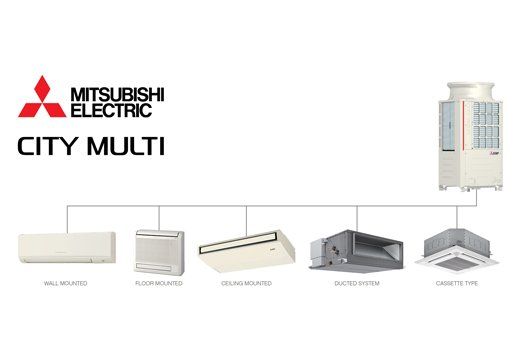 MITSUBISHI
ELECTRIC
CITY MULTI
WALL MOUNTED
FLOOR MOUNTED
CEILING MOUNTED
DUCTED SYSTEM
CASSETTE TYPE